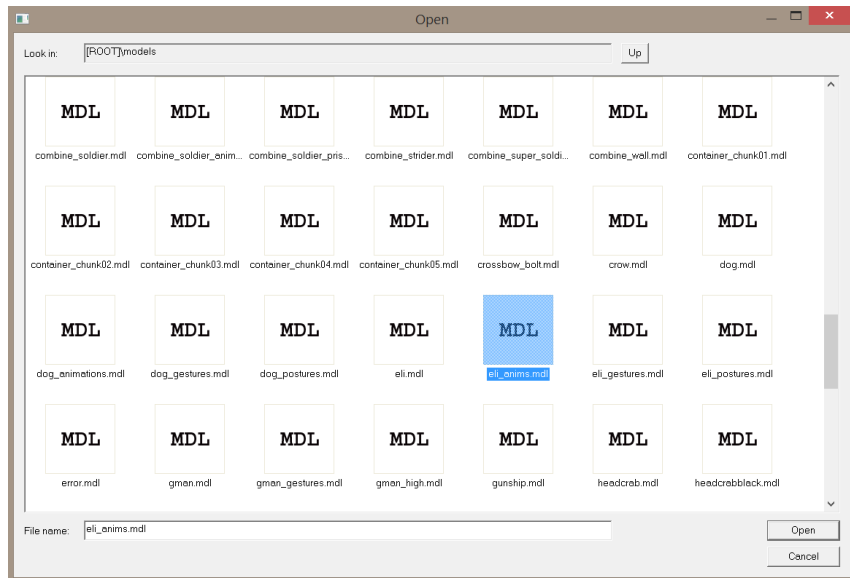 Open
Look in: [ROOT]\models Up
MDL MDL MDL MDL MDL MDL MDL
combine_soldier.mdl combine_soldier_anim... combine_soldier_pris... combine_strider.mdl combine_super_soldi... combine_wall.mdl container_chunk01.mdl
MDL MDL MDL MDL MDL MDL MDL
container_chunk02.mdl container_chunk03.mdl container_chunk04.mdl container_chunk05.mdl crossbow_bolt.mdl crow.mdl dog.mdl
MDL MDL MDL MDL MDL MDL MDL
dog_animations.mdl dog_gestures.mdl dog_postures.mdl eli.mdl eli_anims.mdl eli_gestures.mdl eli_postures.mdl
MDL MDL MDL MDL MDL MDL MDL
error.mdl gman.mdl gman_gestures.mdl gman_high.mdl gunship.mdl headcrab.mdl headcrabblack.mdl
File name: eli_anims.mdl Open
Cancel